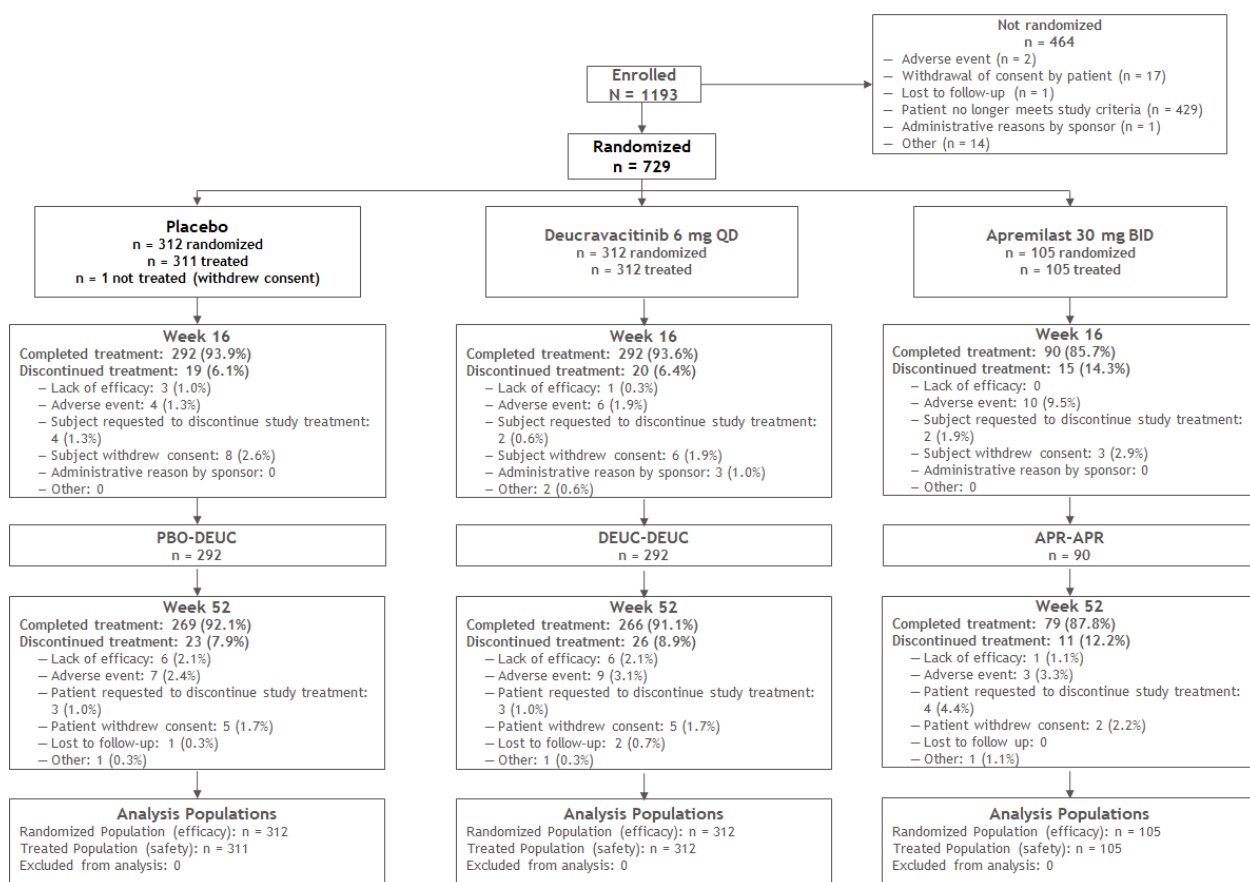 Not randomized
n = 464
— Adverse event (n = 2)
— Withdrawal of consent by patient (n = 17)
— Lost to follow-up (n = 1)
— Patient no longer meets study criteria (n = 429)
— Administrative reasons by sponsor (n = 1)
— Other (n = 14)
Enrolled
N = 1193
Randomized
n = 729
Placebo
n = 312 randomized
n = 311 treated
n = 1 not treated (withdrew consent)
Deucravacitinib 6 mg QD
n = 312 randomized
n = 312 treated
Apremilast 30 mg BID
n = 105 randomized
n = 105 treated
Week 16
Completed treatment: 292 (93.9%)
Discontinued treatment: 19 (6.1%)
— Lack of efficacy: 3 (1.0%)
— Adverse event: 4 (1.3%)
— Subject requested to discontinue study treatment:
4 (1.3%)
— Subject withdrew consent: 8 (2.6%)
— Administrative reason by sponsor: 0
— Other: 0
Week 16
Completed treatment: 292 (93.6%)
Discontinued treatment: 20 (6.4%)
— Lack of efficacy: 1 (0.3%)
— Adverse event: 6 (1.9%)
— Subject requested to discontinue study treatment:
2 (0.6%)
— Subject withdrew consent: 6 (1.9%)
— Administrative reason by sponsor: 3 (1.0%)
— Other: 2 (0.6%)
Week 16
Completed treatment: 90 (85.7%)
Discontinued treatment: 15 (14.3%)
— Lack of efficacy: 0
— Adverse event: 10 (9.5%)
— Subject requested to discontinue study treatment:
2 (1.9%)
— Subject withdrew consent: 3 (2.9%)
— Administrative reason by sponsor: 0
— Other: 0
PBO-DEUC
n = 292
DEUC-DEUC
n = 292
APR-APR
n = 90
Week 52
Completed treatment: 269 (92.1%)
Discontinued treatment: 23 (7.9%)
— Lack of efficacy: 6 (2.1%)
— Adverse event: 7 (2.4%)
— Patient requested to discontinue study treatment:
3 (1.0%)
— Patient withdrew consent: 5 (1.7%)
— Lost to follow-up: 1 (0.3%)
— Other: 1 (0.3%)
Week 52
Completed treatment: 266 (91.1%)
Discontinued treatment: 26 (8.9%)
— Lack of efficacy: 6 (2.1%)
— Adverse event: 9 (3.1%)
— Patient requested to discontinue study treatment:
3 (1.0%)
— Patient withdrew consent: 5 (1.7%)
— Lost to follow-up: 2 (0.7%)
— Other: 1 (0.3%)
Week 52
Completed treatment: 79 (87.8%)
Discontinued treatment: 11 (12.2%)
— Lack of efficacy: 1 (1.1%)
— Adverse event: 3 (3.3%)
— Patient requested to discontinue study treatment:
4 (4.4%)
— Patient withdrew consent: 2 (2.2%)
— Lost to follow up: 0
— Other: 1 (1.1%)
Analysis Populations
Randomized Population (efficacy): n = 312
Treated Population (safety): n = 311
Excluded from analysis: 0
Analysis Populations
Randomized Population (efficacy): n = 312
Treated Population (safety): n = 312
Excluded from analysis: 0
Analysis Populations
Randomized Population (efficacy): n = 105
Treated Population (safety): n = 105
Excluded from analysis: 0